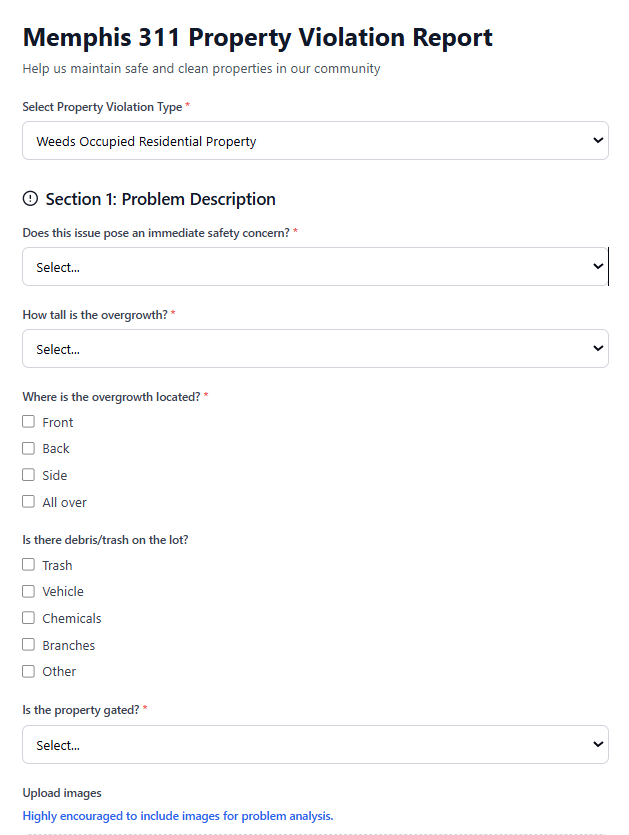 Memphis 311 Property Violation Report
Help us maintain safe and clean properties in our community
Select Property Violation Type *
Weeds Occupied Residential Property
Section 1: Problem Description
Does this issue pose an immediate safety concern? *
Select...
How tall is the overgrowth? *
Select...
Where is the overgrowth located? *
Front
Back
Side
All over
Is there debris/trash on the lot?
Trash
Vehicle
Chemicals
Branches
Other
Is the property gated? *
Select...
Upload images
Highly encouraged to include images for problem analysis.